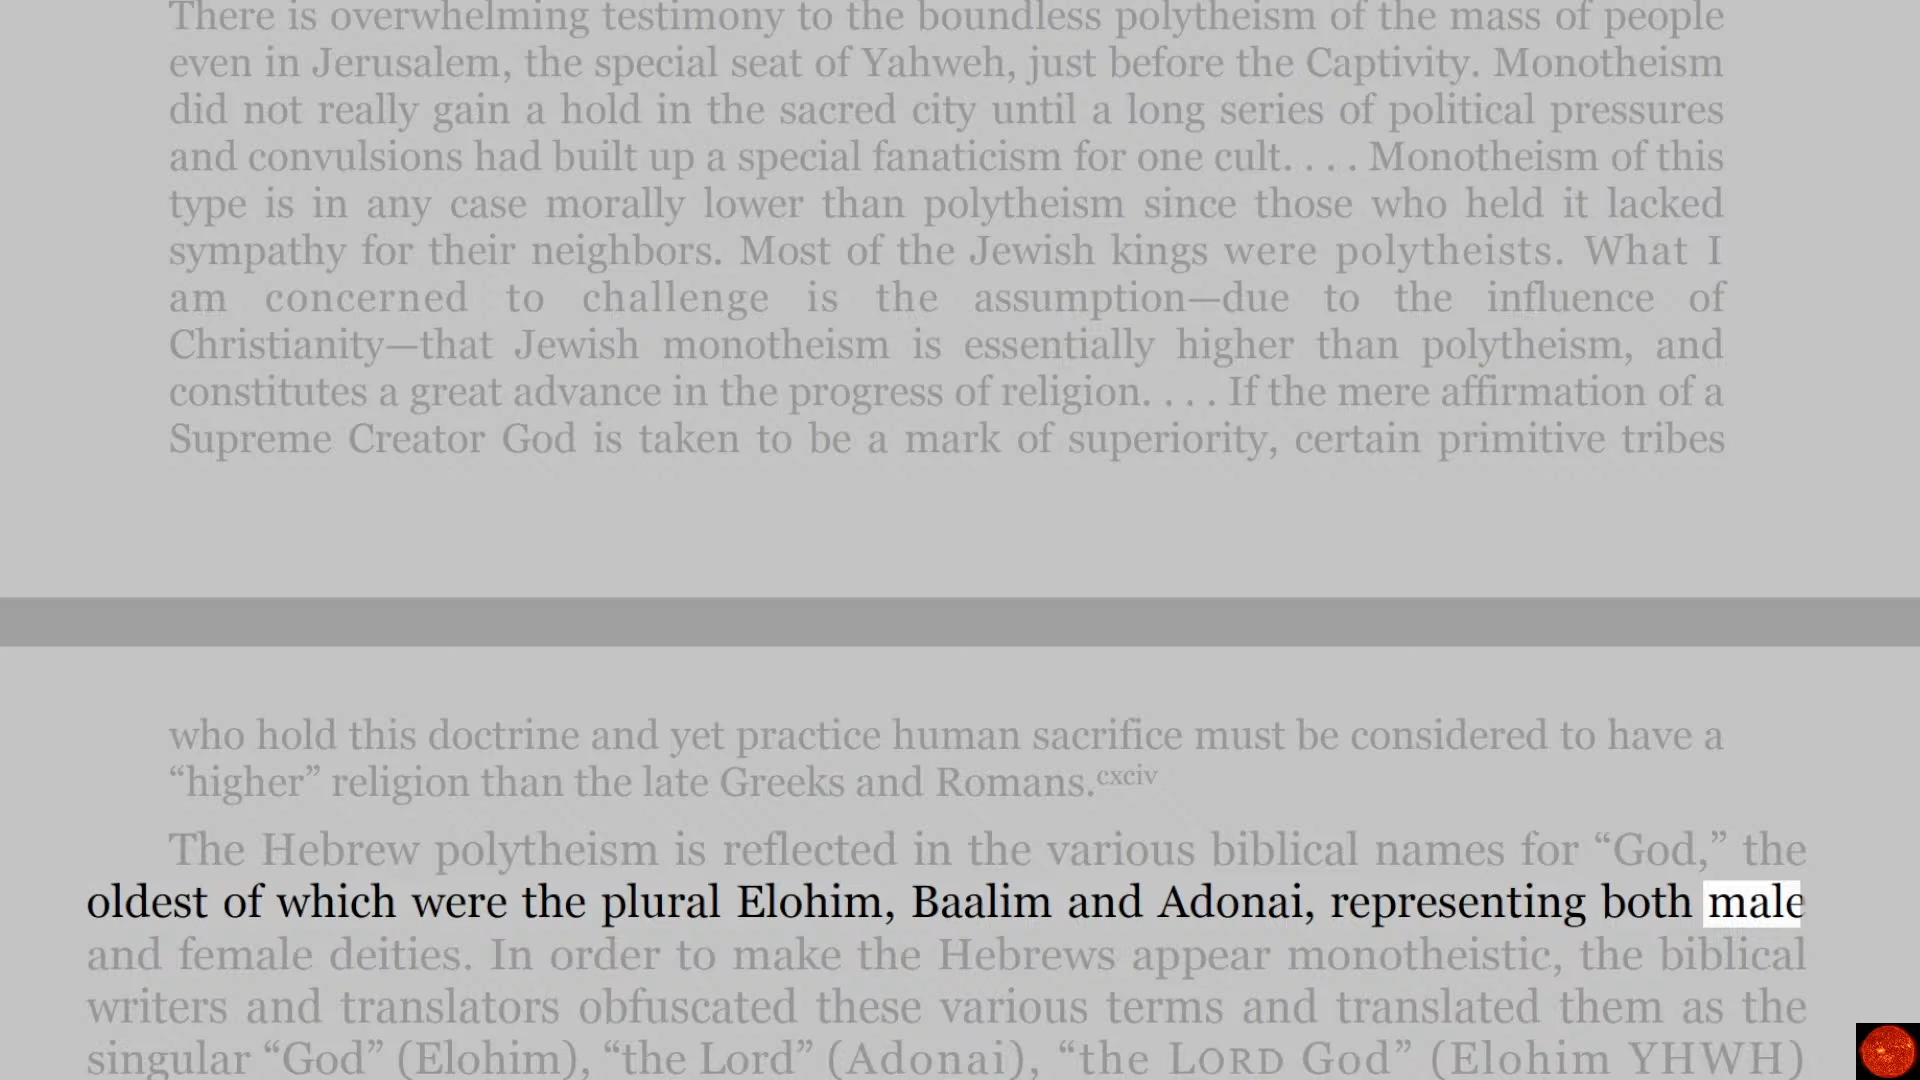 There is overwhelming testimony to the boundless polytheism of the mass of people
even in Jerusalem, the special seat of Yahweh, just before the Captivity. Monotheism
did not really gain a hold in the sacred city until a long series of political pressures
and convulsions had built up a special fanaticism for one cult. . . . Monotheism of this
type is in any case morally lower than polytheism since those who held it lacked
sympathy for their neighbors. Most of the Jewish kings were polytheists. What I
am concerned to challenge is the assumption—due to the influence of
Christianity—that Jewish monotheism is essentially higher than polytheism, and
constitutes a great advance in the progress of religion. . . . If the mere affirmation of a
Supreme Creator God is taken to be a mark of superiority, certain primitive tribes
who hold this doctrine and yet practice human sacrifice must be considered to have a
“higher” religion than the late Greeks and Romans.cxciv
The Hebrew polytheism is reflected in the various biblical names for “God,” the
oldest of which were the plural Elohim, Baalim and Adonai, representing both male
and female deities. In order to make the Hebrews appear monotheistic, the biblical
writers and translators obfuscated these various terms and translated them as the
singular “God” (Elohim), “the Lord” (Adonai), “the LORD God” (Elohim YHWH)